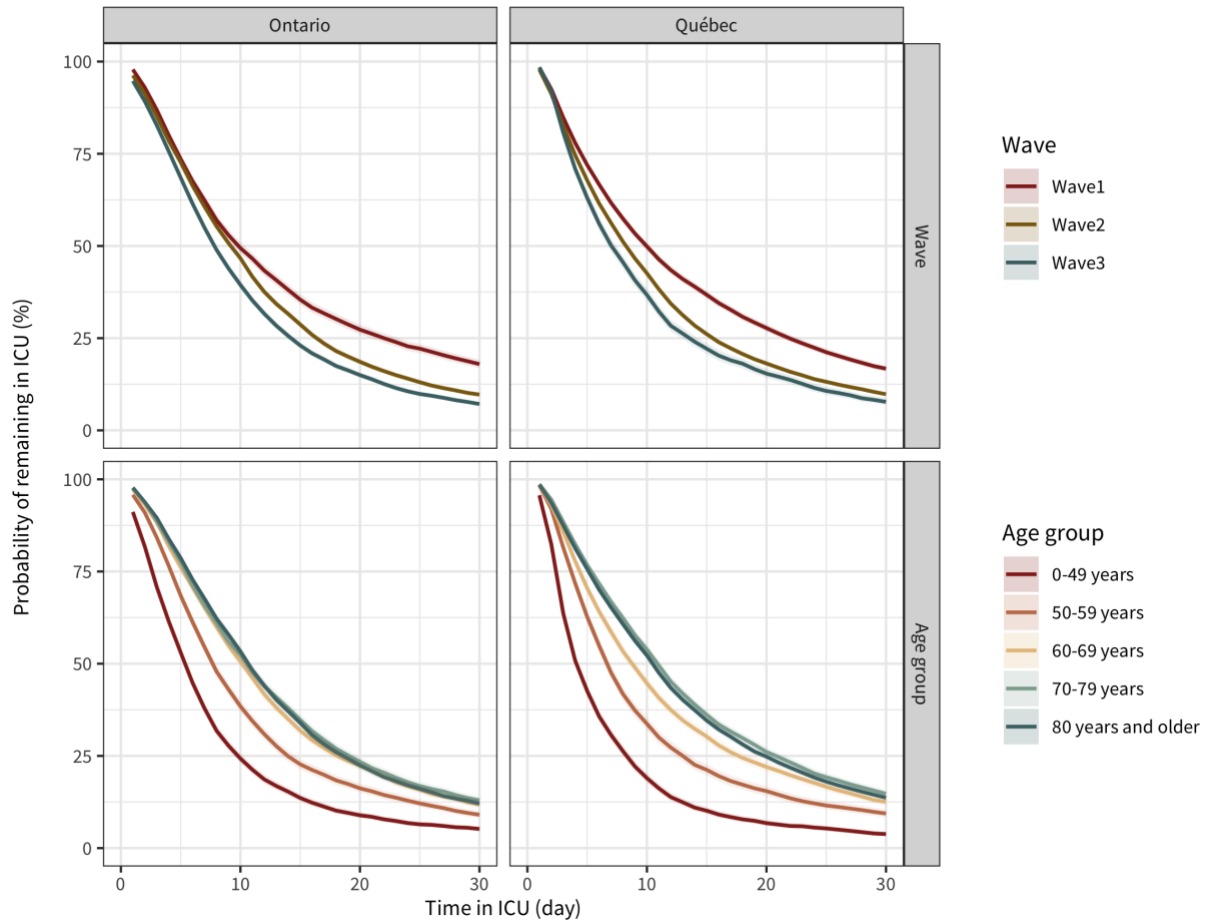 Ontario
Québec
100
75
50
25
0
Wave
100
75
50
25
0
Age group
0
10
20
30
0
10
20
30
Time in ICU (day)
Probability of remaining in ICU (%)
Wave
Wave1
Wave2
Wave3
Age group
0-49 years
50-59 years
60-69 years
70-79 years
80 years and older